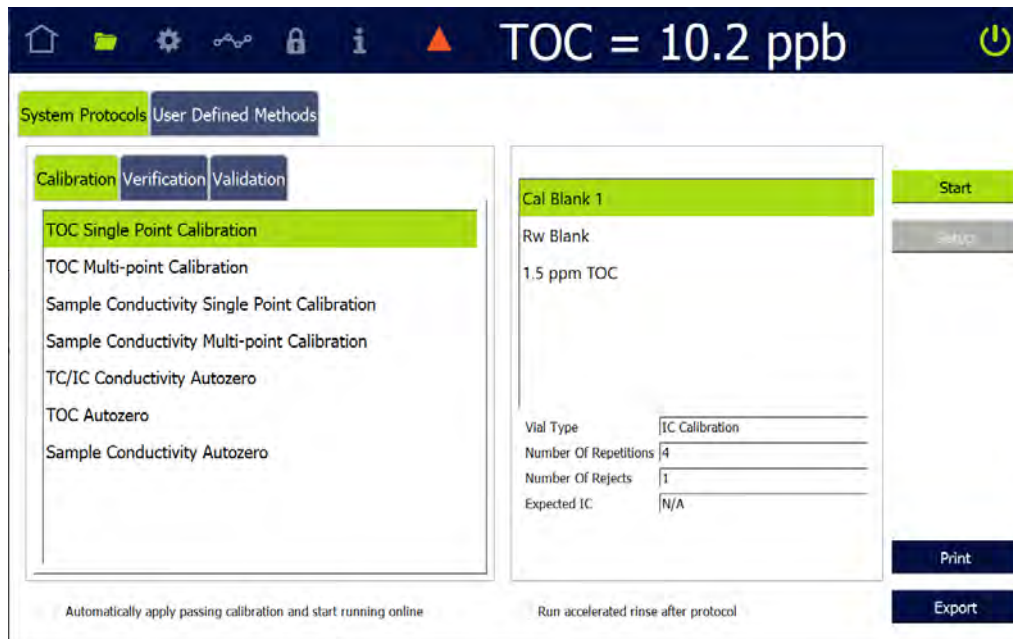 TOC = 10.2 ppb
System Protocols User Defined Methods
Calibration Verification Validation
TOC Single Point Calibration
TOC Multi-point Calibration
Sample Conductivity Single Point Calibration
Sample Conductivity Multi-point Calibration
TC/IC Conductivity Autozero
TOC Autozero
Sample Conductivity Autozero
Cal Blank 1
Rw Blank
1.5 ppm TOC
Vial Type IC Calibration
Number Of Repetitions 4
Number Of Rejects 1
Expected IC N/A
Start
Setup
Print
Export
Automatically apply passing calibration and start running online
Run accelerated rinse after protocol